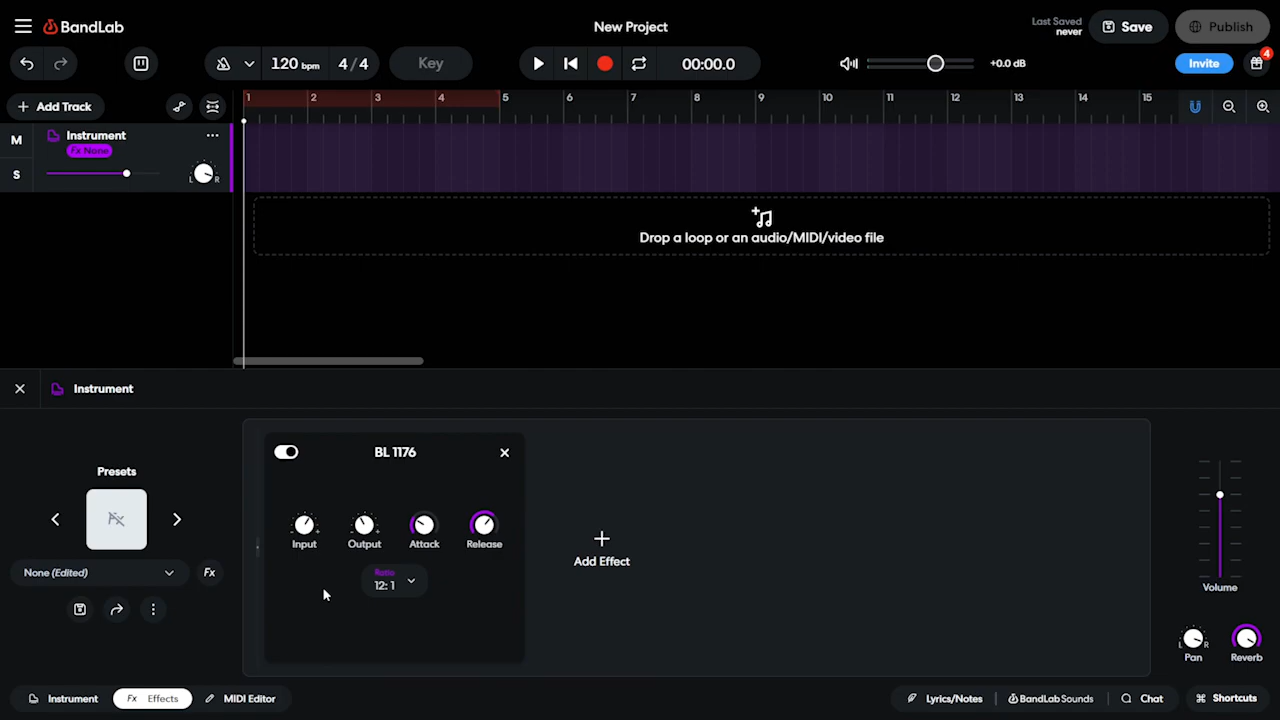 BandLab
New Project
Last Saved
never
Save
Publish
120 bpm
4 / 4
Key
00:00.0
+0.0 dB
Invite
4
Add Track
1 2 3 4 5 6 7 8 9 10 11 12 13 14 15
M
Instrument
Fx None
S
L R
Drop a loop or an audio/MIDI/video file
Instrument
Presets
Fx
None (Edited)
Fx
BL 1176
Input
Output
Attack
Release
Ratio
12: 1
Add Effect
Volume
L R
Pan
Reverb
Instrument
Fx Effects
MIDI Editor
Lyrics/Notes
BandLab Sounds
Chat
Shortcuts